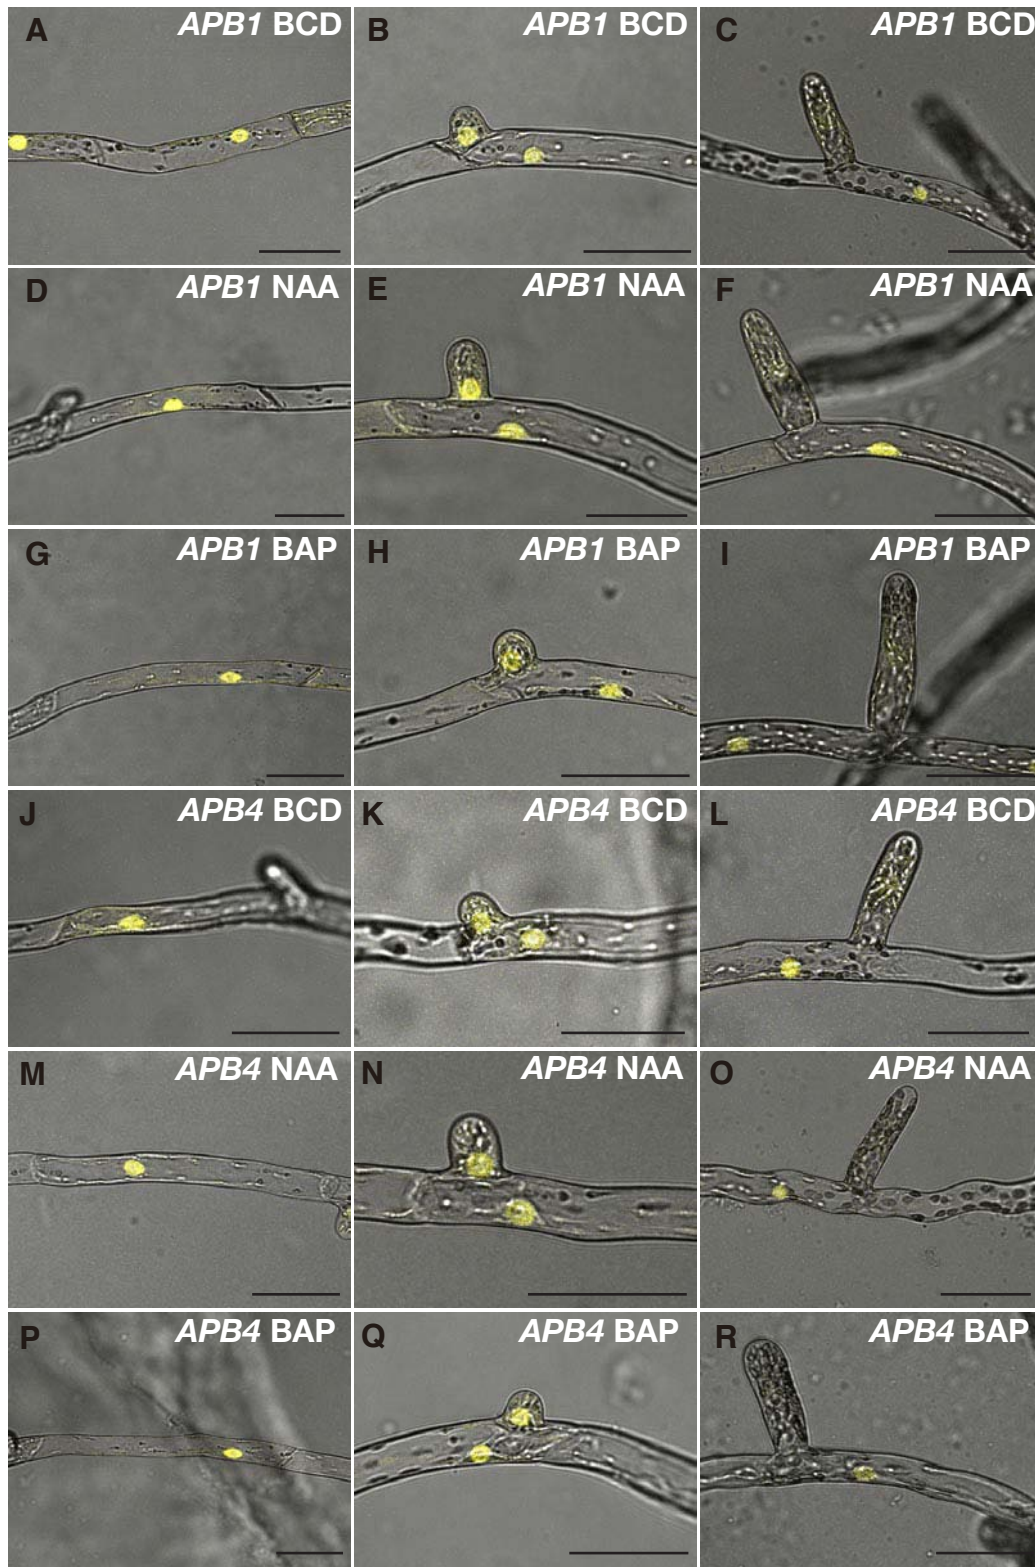 A APB1 BCD
B APB1 BCD
C APB1 BCD
D APB1 NAA
E APB1 NAA
F APB1 NAA
G APB1 BAP
H APB1 BAP
I APB1 BAP
J APB4 BCD
K APB4 BCD
L APB4 BCD
M APB4 NAA
N APB4 NAA
O APB4 NAA
P APB4 BAP
Q APB4 BAP
R APB4 BAP